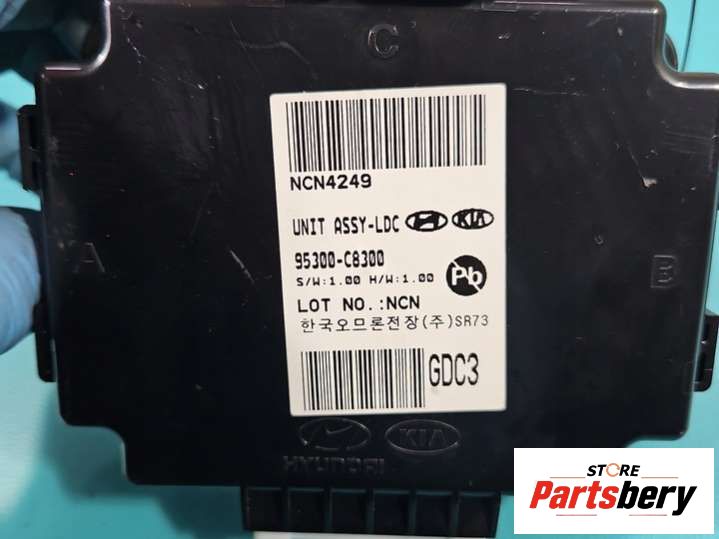 C
NCN4249
UNIT ASSY-LDC KIA
95300-C8300
S/W:1.00 H/W:1.00 Pb
LOT NO.:NCN
한국오므론전장(주)SR73
GDC3
A
B
KIA
HYUNDAI
STORE
Partsbery